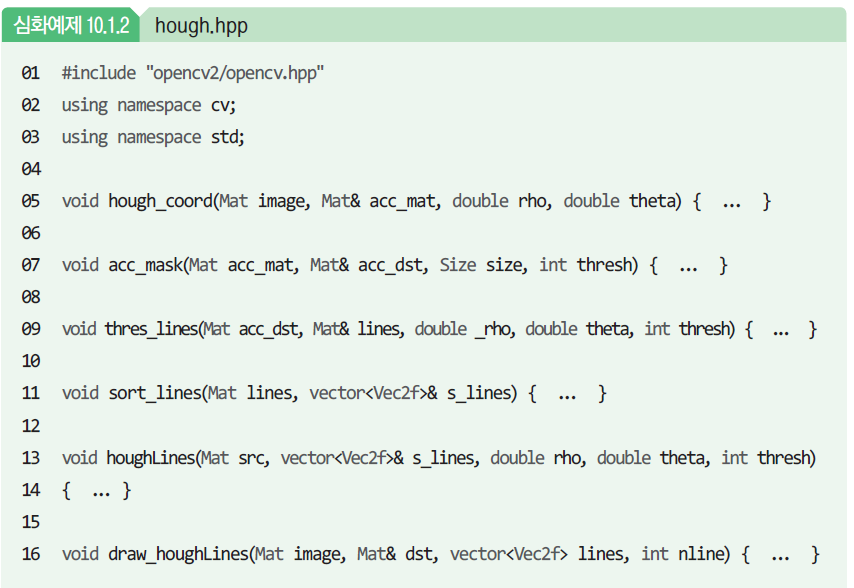 심화예제 10.1.2 hough.hpp
01 #include "opencv2/opencv.hpp"
02 using namespace cv;
03 using namespace std;
04
05 void hough_coord(Mat image, Mat& acc_mat, double rho, double theta) { ... }
06
07 void acc_mask(Mat acc_mat, Mat& acc_dst, Size size, int thresh) { ... }
08
09 void thres_lines(Mat acc_dst, Mat& lines, double _rho, double theta, int thresh) { ... }
10
11 void sort_lines(Mat lines, vector<Vec2f>& s_lines) { ... }
12
13 void houghLines(Mat src, vector<Vec2f>& s_lines, double rho, double theta, int thresh)
14 { ... }
15
16 void draw_houghLines(Mat image, Mat& dst, vector<Vec2f> lines, int nline) { ... }